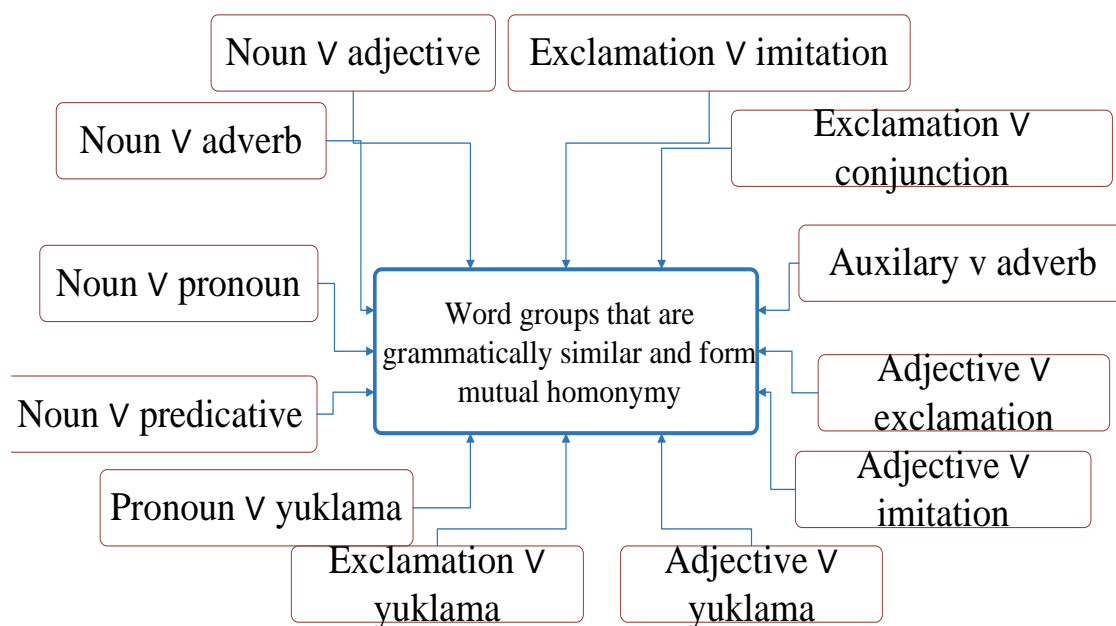 Noun V adjective
Exclamation V imitation
Noun V adverb
Exclamation V
conjunction
Noun V pronoun
Auxilary v adverb
Word groups that are
grammatically similar and form
mutual homonymy
Noun V predicative
Adjective V
exclamation
Pronoun V yuklama
Adjective V
imitation
Exclamation V
yuklama
Adjective V
yuklama